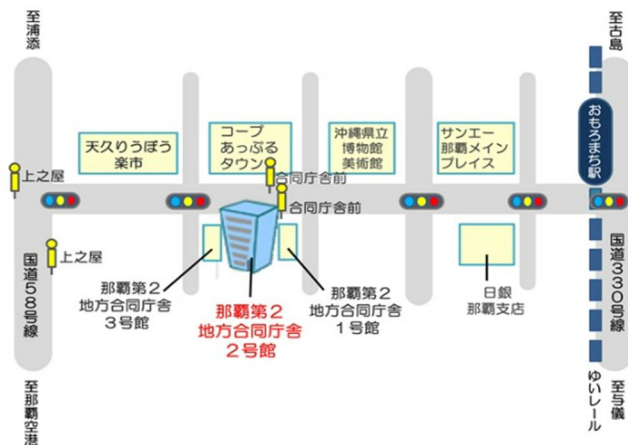 至浦添
至古島
天久りうぼう
楽市
コープ
あっぷる
タウン
沖縄県立
博物館
美術館
サンエー
那覇メイン
プレイス
おもろまち駅
上之屋
合同庁舎前
合同庁舎前
上之屋
国道58号線
国道330号線
那覇第2
地方合同庁舎
3号館
那覇第2
地方合同庁舎
2号館
那覇第2
地方合同庁舎
1号館
日銀
那覇支店
至那覇空港
ゆいレール
至与儀